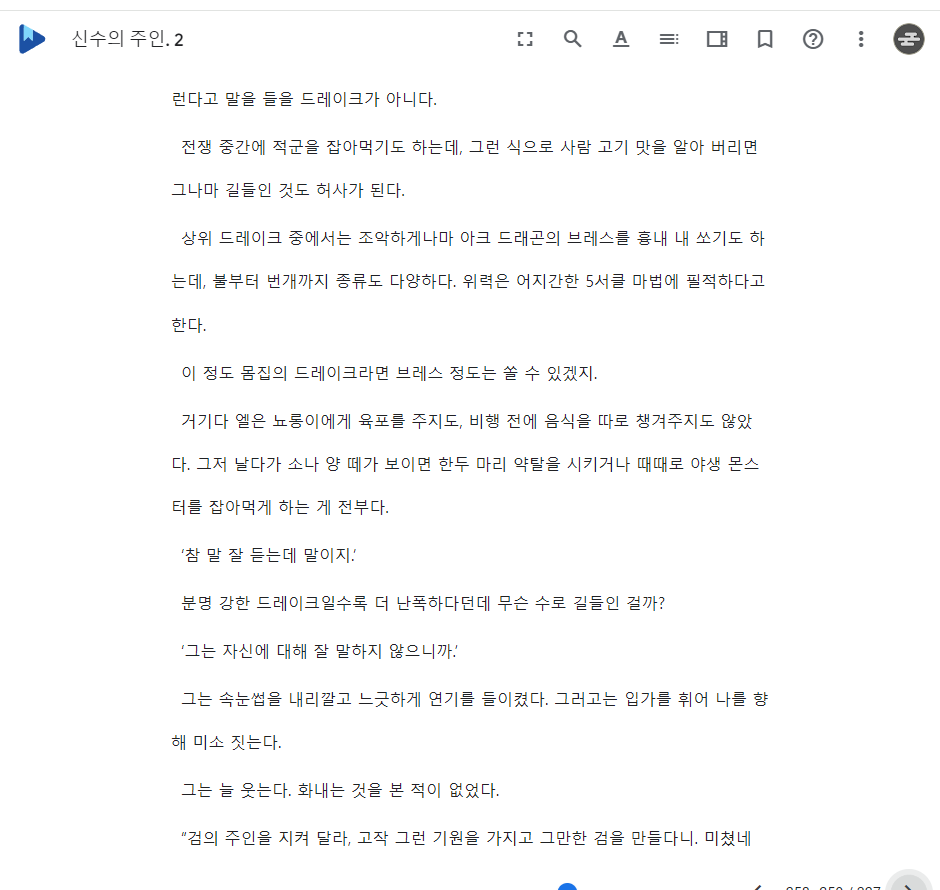 신수의 주인. 2
런다고 말을 들을 드레이크가 아니다.
전쟁 중간에 적군을 잡아먹기도 하는데, 그런 식으로 사람 고기 맛을 알아 버리면
그나마 길들인 것도 허사가 된다.
상위 드레이크 중에서는 조악하게나마 아크 드래곤의 브레스를 흉내 내 쏘기도 하
는데, 불부터 번개까지 종류도 다양하다. 위력은 어지간한 5서클 마법에 필적하다고
한다.
이 정도 몸집의 드레이크라면 브레스 정도는 쏠 수 있겠지.
거기다 엘은 뇨롱이에게 육포를 주지도, 비행 전에 음식을 따로 챙겨주지도 않았
다. 그저 날다가 소나 양 떼가 보이면 한두 마리 약탈을 시키거나 때때로 야생 몬스
터를 잡아먹게 하는 게 전부다.
‘참 말 잘 듣는데 말이지.’
분명 강한 드레이크일수록 더 난폭하다던데 무슨 수로 길들인 걸까?
‘그는 자신에 대해 잘 말하지 않으니까.’
그는 속눈썹을 내리깔고 느긋하게 연기를 들이켰다. 그러고는 입가를 휘어 나를 향
해 미소 짓는다.
그는 늘 웃는다. 화내는 것을 본 적이 없었다.
“검의 주인을 지켜 달라, 고작 그런 기원을 가지고 그만한 검을 만들다니. 미쳤네